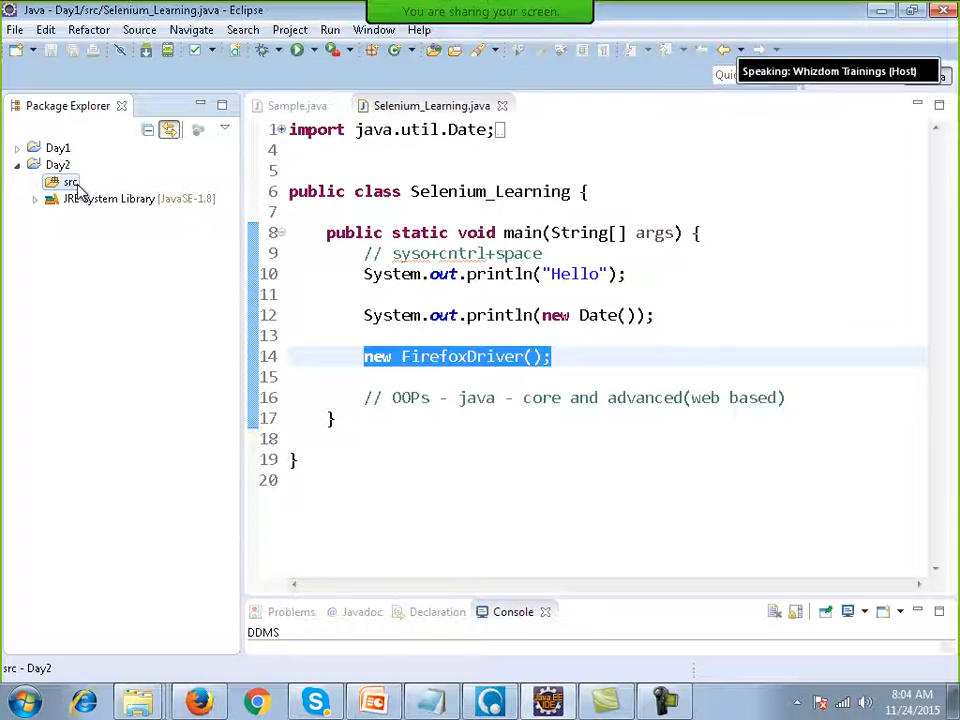 Java - Day1/src/Selenium_Learning.java - Eclipse
You are sharing your screen.
File Edit Refactor Source Navigate Search Project Run Window Help
Speaking: Whizdom Trainings (Host)
Package Explorer
Sample.java
Selenium_Learning.java
Day1
Day2
src
JRE System Library [JavaSE-1.8]
1 import java.util.Date;
4
5
6 public class Selenium_Learning {
7
8 public static void main(String[] args) {
9 // syso+cntrl+space
10 System.out.println("Hello");
11
12 System.out.println(new Date());
13
14 new FirefoxDriver();
15
16 // OOPs - java - core and advanced(web based)
17 }
18
19 }
20
Problems @ Javadoc Declaration Console
DDMS
src - Day2
8:04 AM
11/24/2015